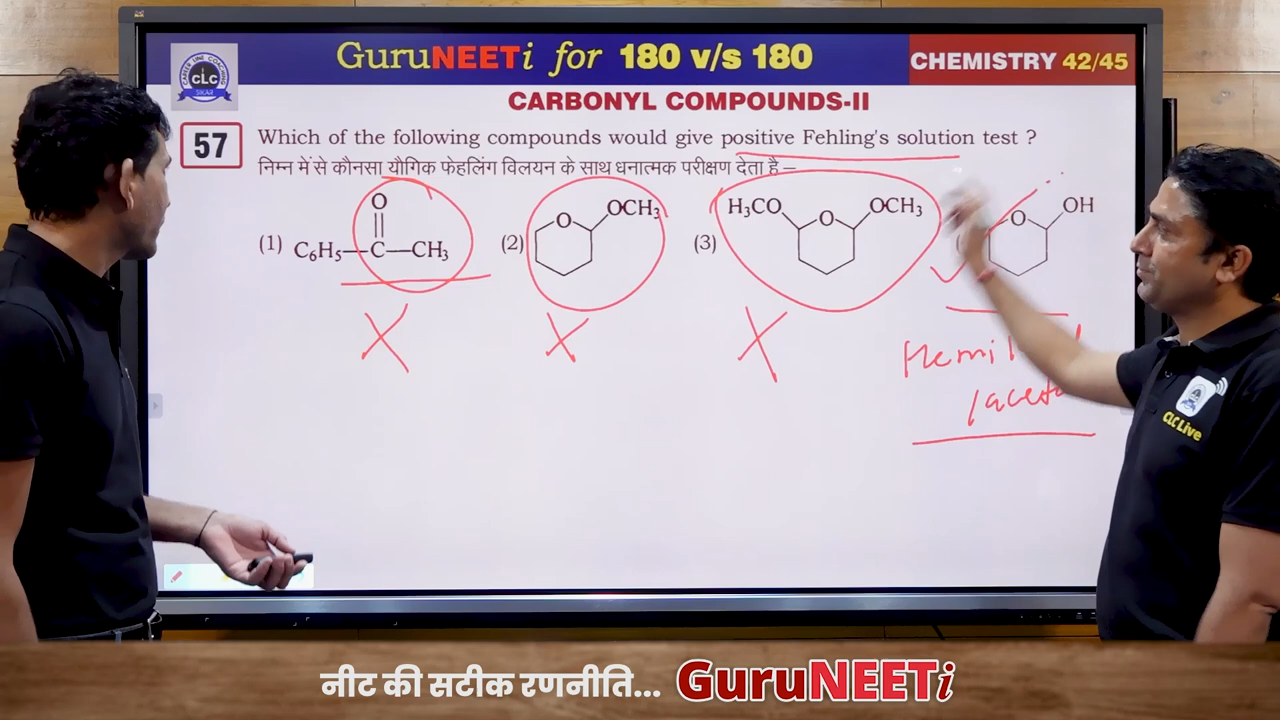 GuruNEETi for 180 v/s 180
CHEMISTRY 42/45
CLC
SIKAR
CARBONYL COMPOUNDS-II
57
Which of the following compounds would give positive Fehling's solution test ?
निम्न में से कौनसा यौगिक फेहलिंग विलयन के साथ धनात्मक परीक्षण देता है –
(1) C₆H₅—C—CH₃
O
(2) O OCH₃
(3) H₃CO O OCH₃
O OH
Hemi
CLC Live
नीट की सटीक रणनीति... GuruNEETi